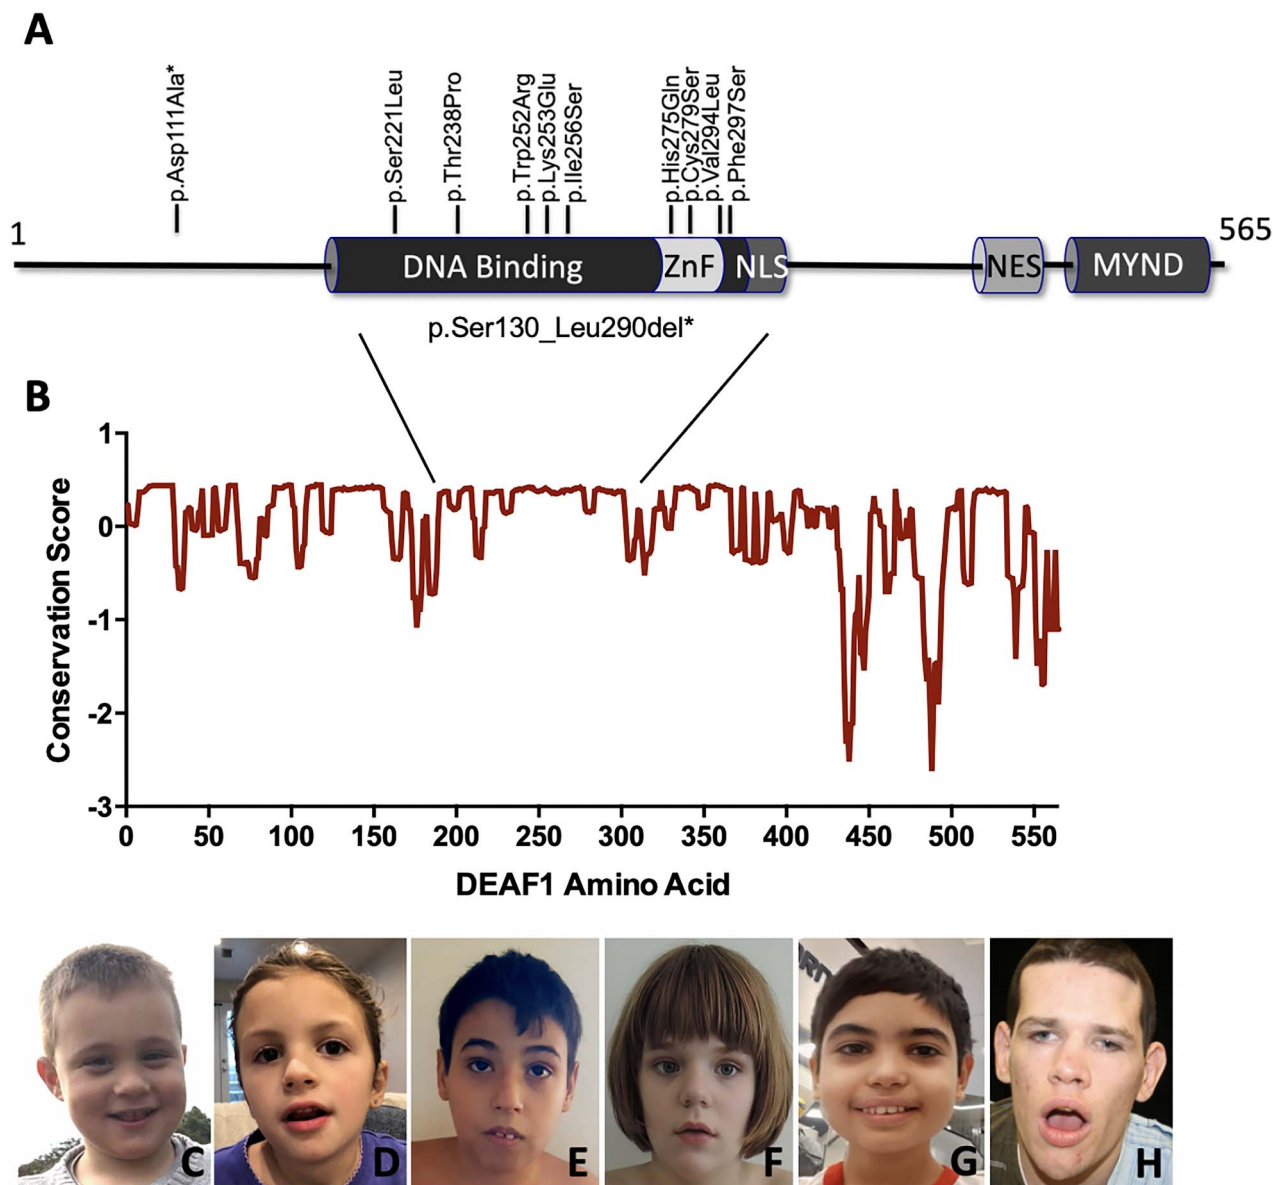 A
p.Asp111Ala*
p.Ser221Leu
p.Thr238Pro
p.Trp252Arg
p.Lys253Glu
p.Ile256Ser
p.His275Gln
p.Cys279Ser
p.Val294Leu
p.Phe297Ser
1
565
DNA Binding
ZnF
NLS
NES
MYND
p.Ser130_Leu290del*
B
Conservation Score
1
0
-1
-2
-3
0 50 100 150 200 250 300 350 400 450 500 550
DEAF1 Amino Acid
C
D
E
F
G
H